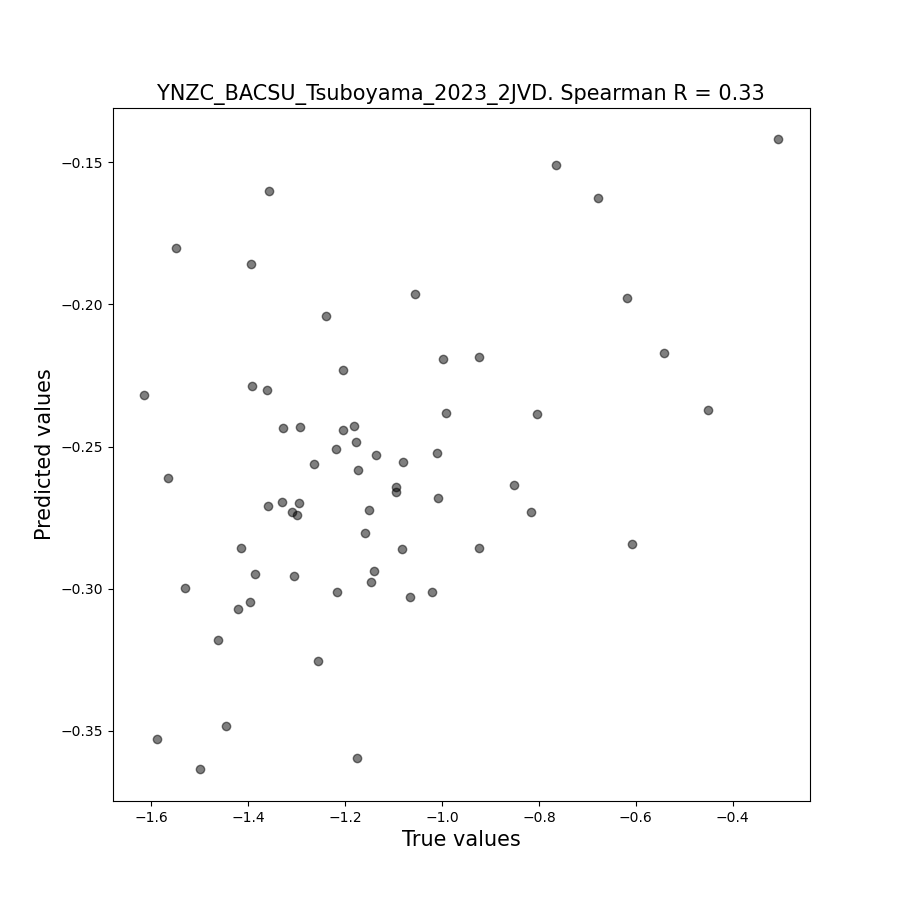 YNZC_BACSU_Tsuboyama_2023_2JVD. Spearman R = 0.33
Predicted values
−0.15
−0.20
−0.25
−0.30
−0.35
−1.6 −1.4 −1.2 −1.0 −0.8 −0.6 −0.4
True values